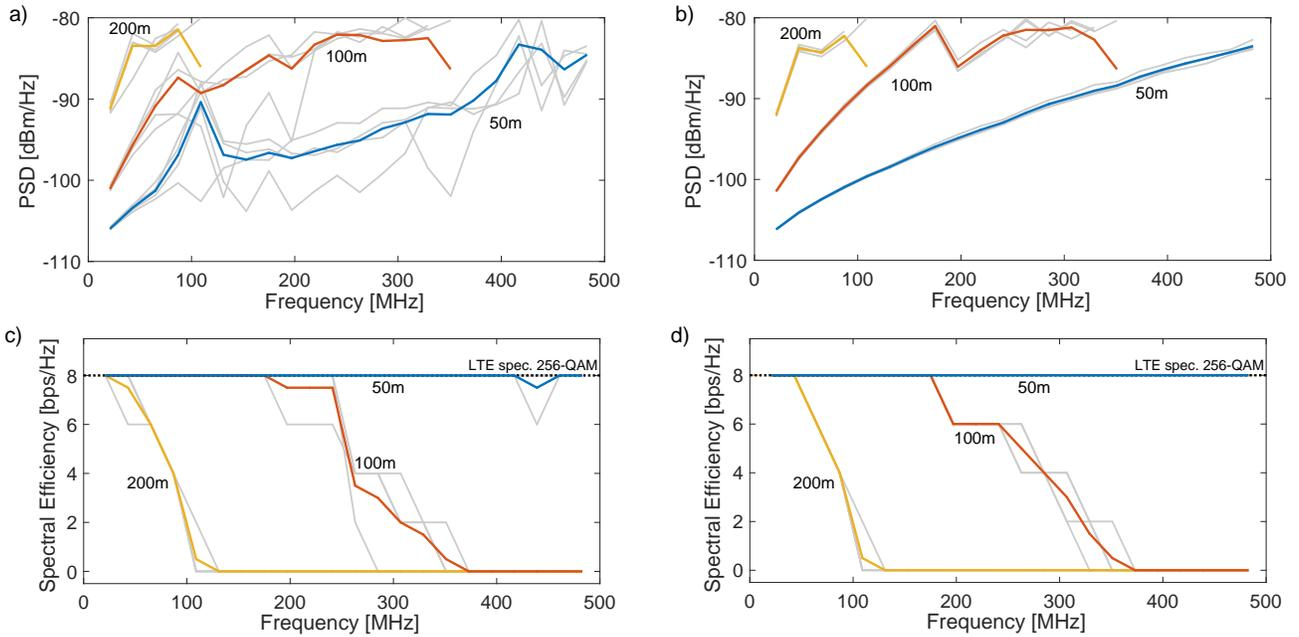 a)
-80
-90
-100
-110
PSD [dBm/Hz]
200m
100m
50m
0 100 200 300 400 500
Frequency [MHz]
b)
-80
-90
-100
-110
PSD [dBm/Hz]
200m
100m
50m
0 100 200 300 400 500
Frequency [MHz]
c)
8
6
4
2
0
Spectral Efficiency [bps/Hz]
LTE spec. 256-QAM
50m
100m
200m
0 100 200 300 400 500
Frequency [MHz]
d)
8
6
4
2
0
Spectral Efficiency [bps/Hz]
LTE spec. 256-QAM
50m
100m
200m
0 100 200 300 400 500
Frequency [MHz]